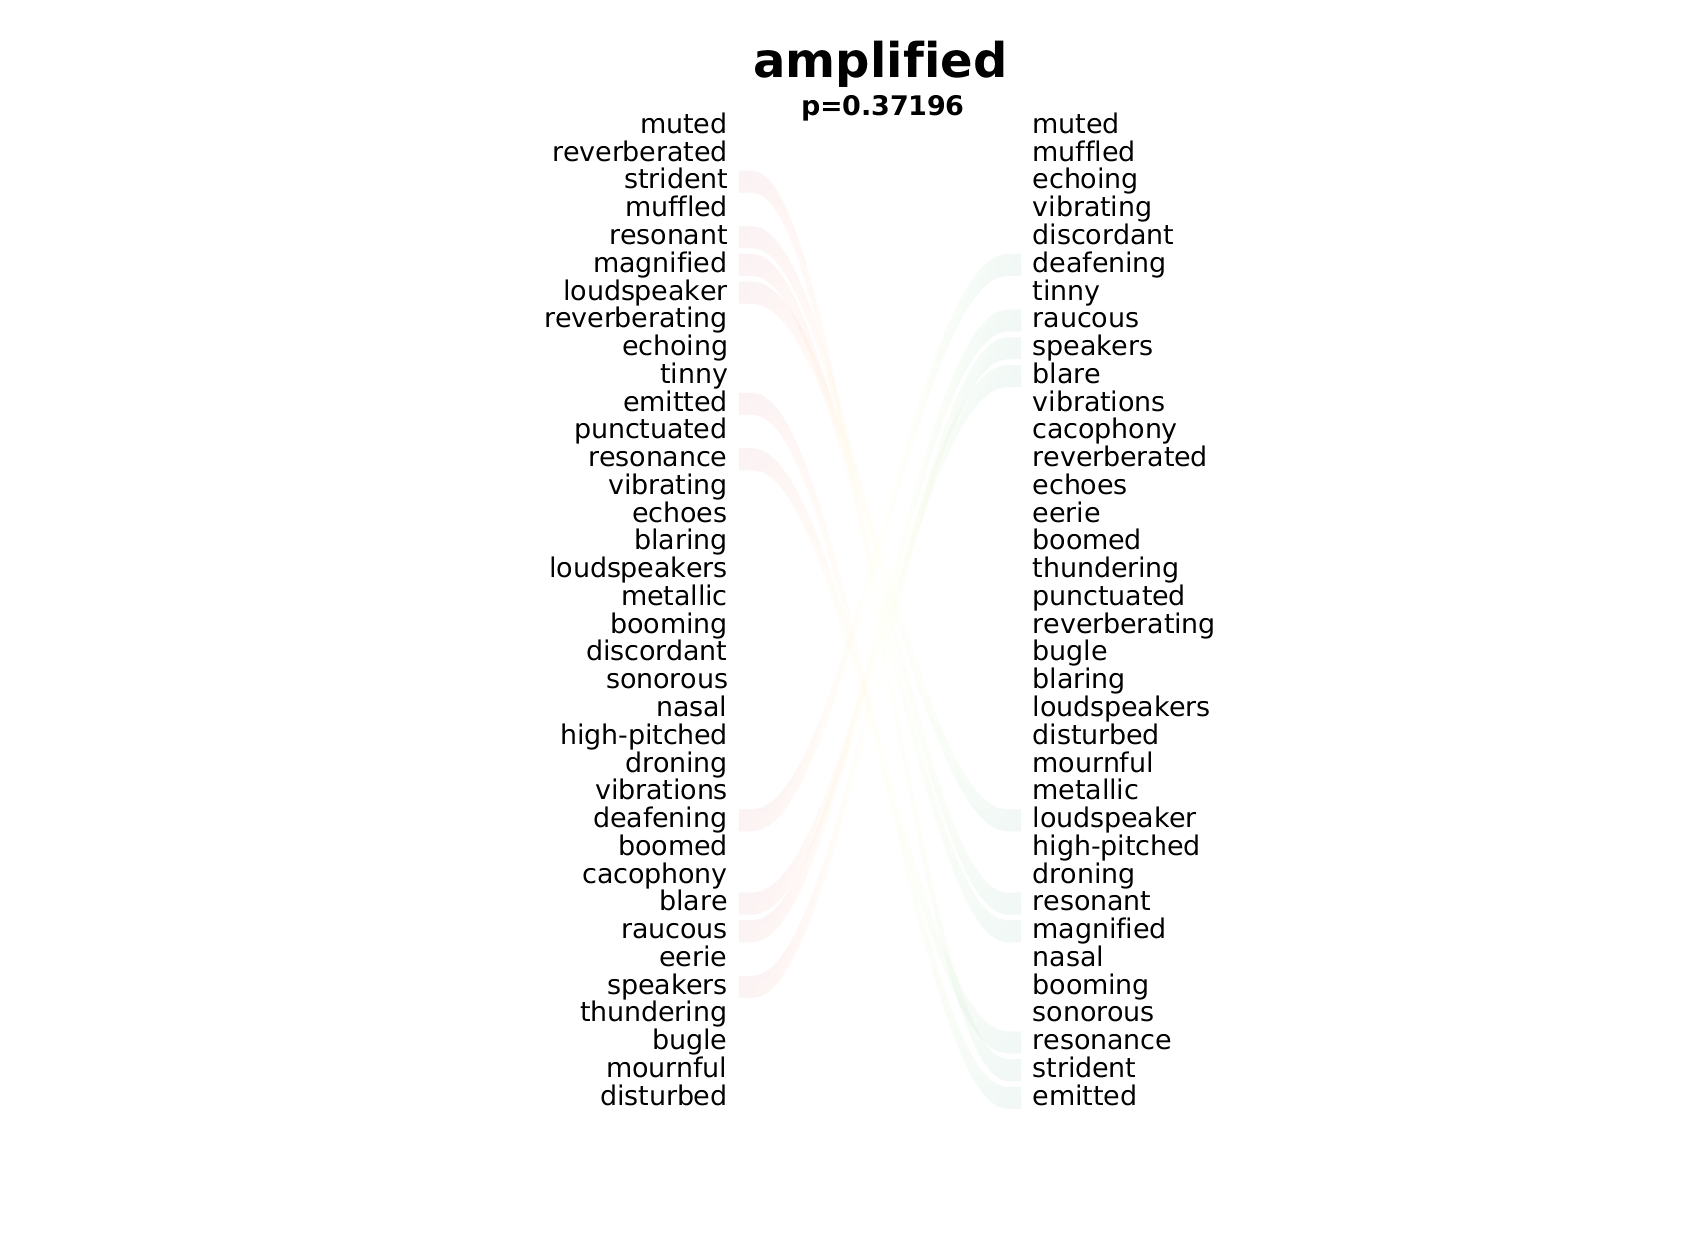 amplified
p=0.37196
muted muted
reverberated muffled
strident echoing
muffled vibrating
resonant discordant
magnified deafening
loudspeaker tinny
reverberating raucous
echoing speakers
tinny blare
emitted vibrations
punctuated cacophony
resonance reverberated
vibrating echoes
echoes eerie
blaring boomed
loudspeakers thundering
metallic punctuated
booming reverberating
discordant bugle
sonorous blaring
nasal loudspeakers
high-pitched disturbed
droning mournful
vibrations metallic
deafening loudspeaker
boomed high-pitched
cacophony droning
blare resonant
raucous magnified
eerie nasal
speakers booming
thundering sonorous
bugle resonance
mournful strident
disturbed emitted